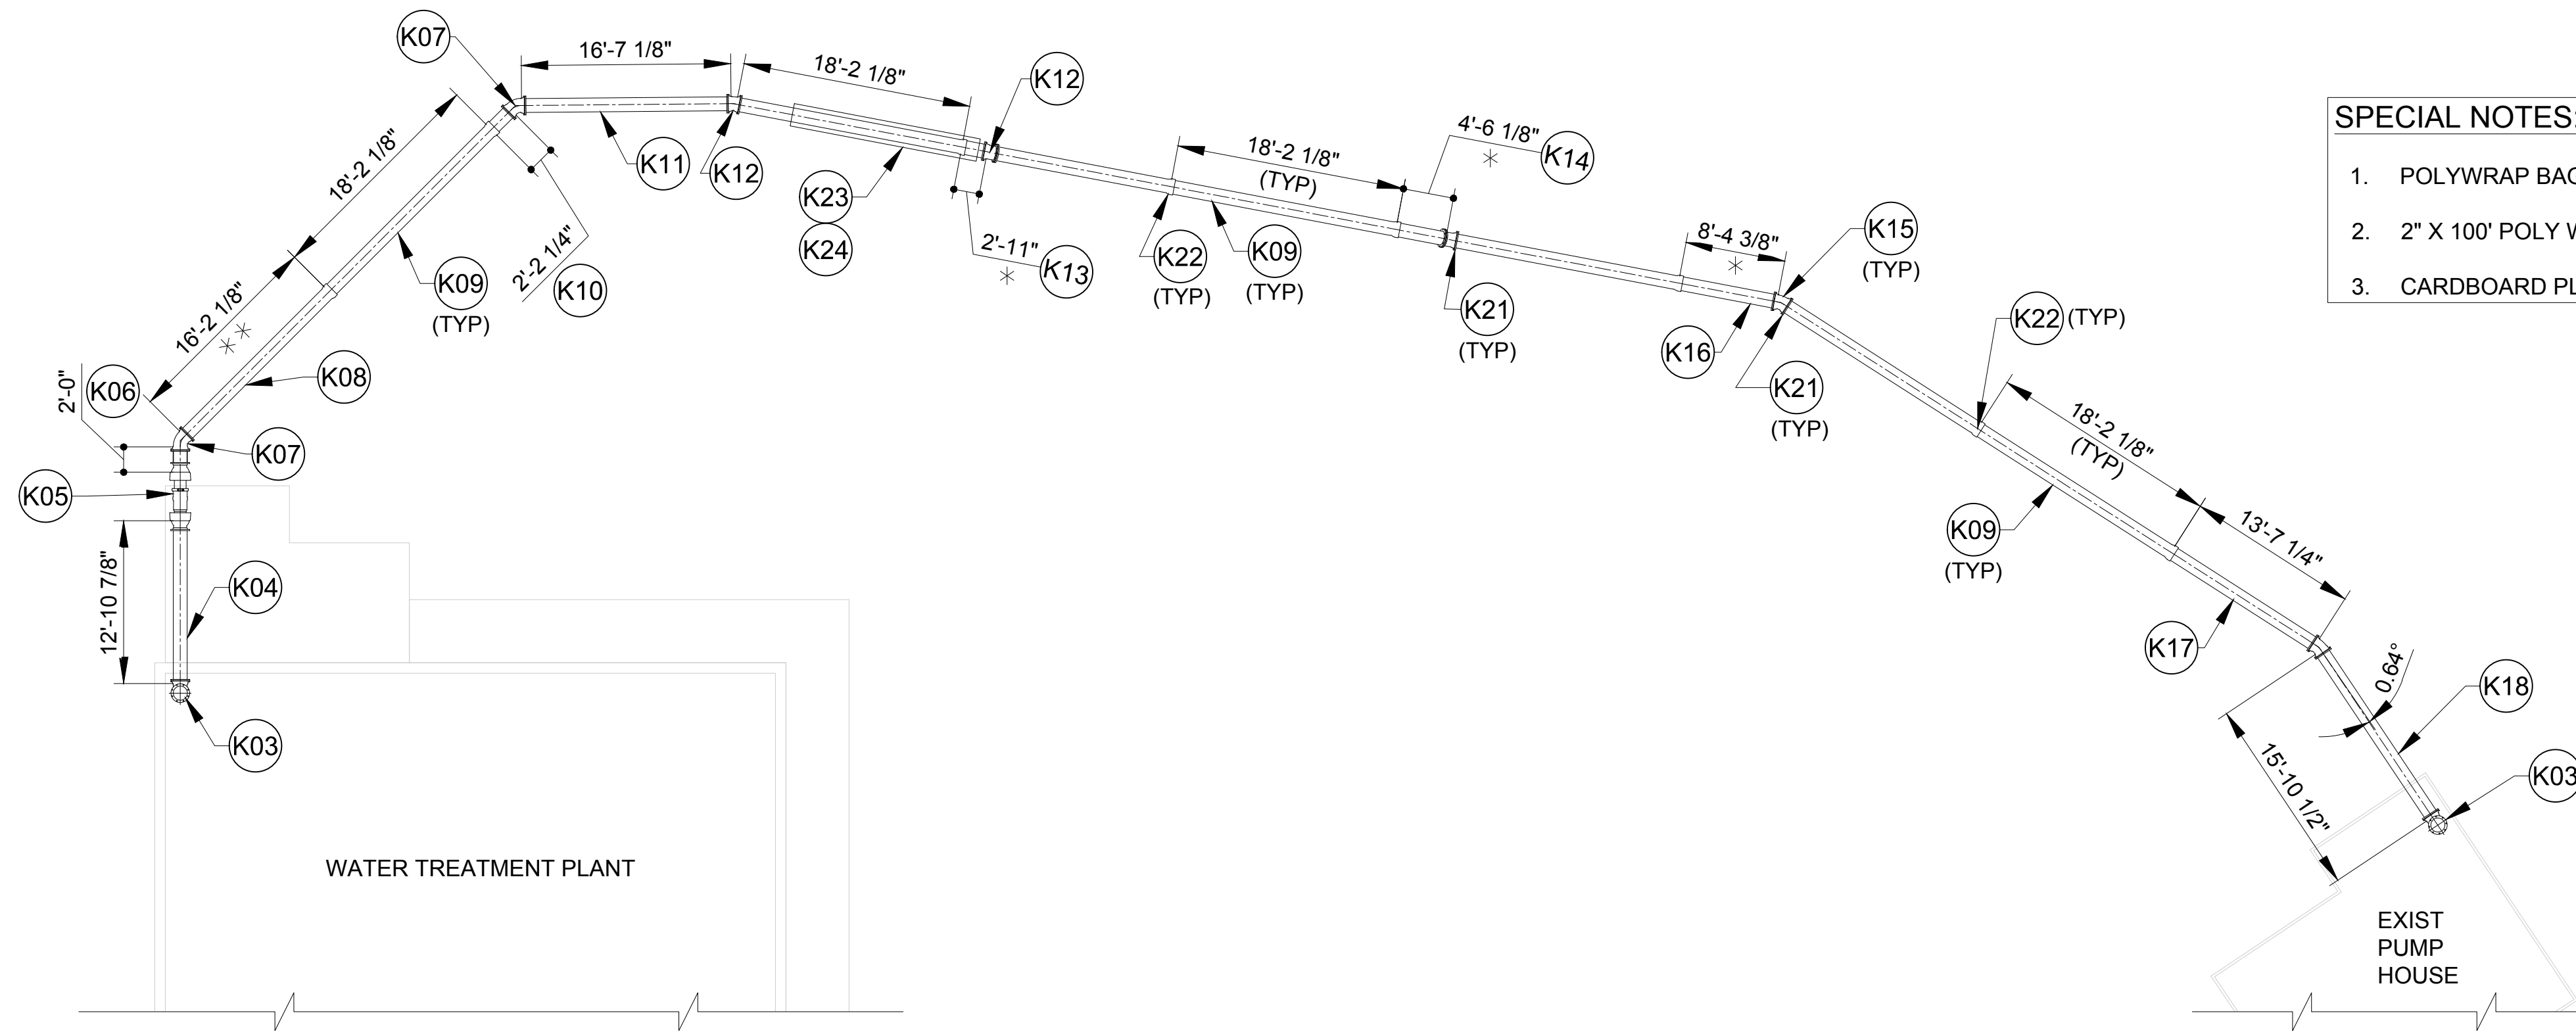 K07
16'-7 1/8"
18'-2 1/8"
K12
18'-2 1/8"
K11
K12
K23
K24
2'-11"
*
K13
18'-2 1/8"
(TYP)
4'-6 1/8"
*
K14
K22
(TYP)
K09
(TYP)
K21
(TYP)
8'-4 3/8"
*
K15
(TYP)
K16
K21
(TYP)
K22 (TYP)
18'-2 1/8"
(TYP)
K09
(TYP)
13'-7 1/4"
K17
0.64°
K18
15'-10 1/2"
K03
16'-2 1/8"
* *
K09
(TYP)
2'-2 1/4"
K10
2'-0"
K06
K08
K07
K05
12'-10 7/8"
K04
K03
WATER TREATMENT PLANT
EXIST
PUMP
HOUSE
SPECIAL NOTES:
1. POLYWRAP BA
2. 2" X 100' POLY
3. CARDBOARD